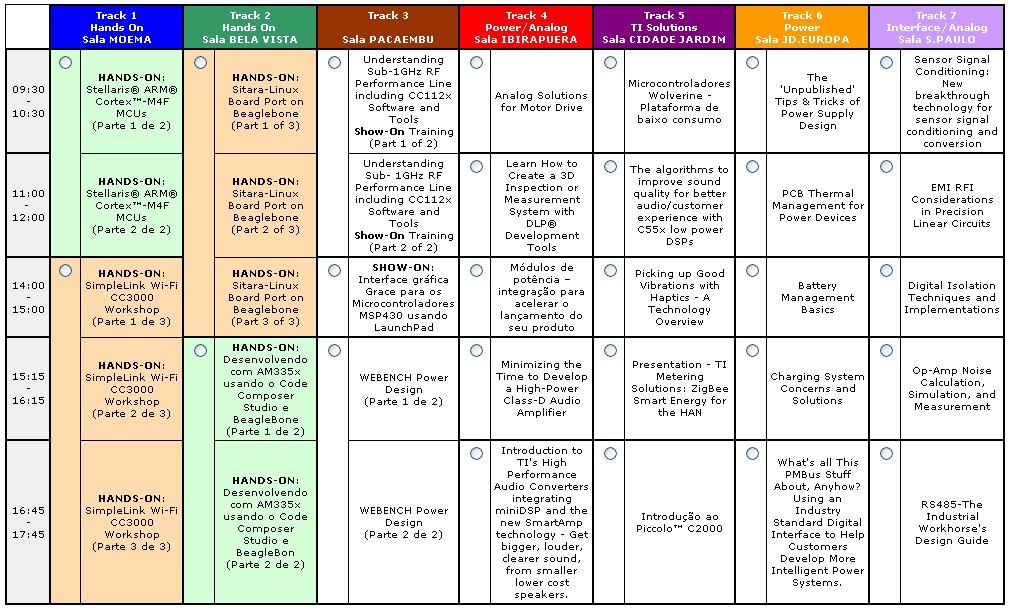 Track 1
Hands On
Sala MOEMA
Track 2
Hands On
Sala BELA VISTA
Track 3
Sala PACAEMBU
Track 4
Power/Analog
Sala IBIRAPUERA
Track 5
TI Solutions
Sala CIDADE JARDIM
Track 6
Power
Sala JD.EUROPA
Track 7
Interface/Analog
Sala S.PAULO
09:30
-
10:30
HANDS-ON:
Stellaris® ARM®
Cortex™-M4F
MCUs
(Parte 1 de 2)
HANDS-ON:
Sitara-Linux
Board Port on
Beaglebone
(Part 1 of 3)
Understanding
Sub-1GHz RF
Performance Line
including CC112x
Software and
Tools
Show-On Training
(Part 1 of 2)
Analog Solutions
for Motor Drive
Microcontroladores
Wolverine -
Plataforma de
baixo consumo
The
'Unpublished'
Tips & Tricks of
Power Supply
Design
Sensor Signal
Conditioning:
New
breakthrough
technology for
sensor signal
conditioning and
conversion
11:00
-
12:00
HANDS-ON:
Stellaris® ARM®
Cortex™-M4F
MCUs
(Parte 2 de 2)
HANDS-ON:
Sitara-Linux
Board Port on
Beaglebone
(Part 2 of 3)
Understanding
Sub- 1GHz RF
Performance Line
including CC112x
Software and
Tools
Show-On Training
(Part 2 of 2)
Learn How to
Create a 3D
Inspection or
Measurement
System with
DLP®
Development
Tools
The algorithms to
improve sound
quality for better
audio/customer
experience with
C55x low power
DSPs
PCB Thermal
Management for
Power Devices
EMI RFI
Considerations
in Precision
Linear Circuits
14:00
-
15:00
HANDS-ON:
SimpleLink Wi-Fi
CC3000
Workshop
(Parte 1 de 3)
HANDS-ON:
Sitara-Linux
Board Port on
Beaglebone
(Part 3 of 3)
SHOW-ON:
Interface gráfica
Grace para os
Microcontroladores
MSP430 usando
LaunchPad
Módulos de
potência –
integração para
acelerar o
lançamento do
seu produto
Picking up Good
Vibrations with
Haptics - A
Technology
Overview
Battery
Management
Basics
Digital Isolation
Techniques and
Implementations
15:15
-
16:15
HANDS-ON:
SimpleLink Wi-Fi
CC3000
Workshop
(Parte 2 de 3)
HANDS-ON:
Desenvolvendo
com AM335x
usando o Code
Composer
Studio e
BeagleBone
(Parte 1 de 2)
WEBENCH Power
Design
(Parte 1 de 2)
Minimizing the
Time to Develop
a High-Power
Class-D Audio
Amplifier
Presentation - TI
Metering
Solutions: ZigBee
Smart Energy for
the HAN
Charging System
Concerns and
Solutions
Op-Amp Noise
Calculation,
Simulation, and
Measurement
16:45
-
17:45
HANDS-ON:
SimpleLink Wi-Fi
CC3000
Workshop
(Parte 3 de 3)
HANDS-ON:
Desenvolvendo
com AM335x
usando o Code
Composer
Studio e
BeagleBon
(Parte 2 de 2)
WEBENCH Power
Design
(Parte 2 de 2)
Introduction to
TI's High
Performance
Audio Converters
integrating
miniDSP and the
new SmartAmp
technology - Get
bigger, louder,
clearer sound,
from smaller
lower cost
speakers.
Introdução ao
Piccolo™ C2000
What's all This
PMBus Stuff
About, Anyhow?
Using an
Industry
Standard Digital
Interface to Help
Customers
Develop More
Intelligent Power
Systems.
RS485-The
Industrial
Workhorse's
Design Guide